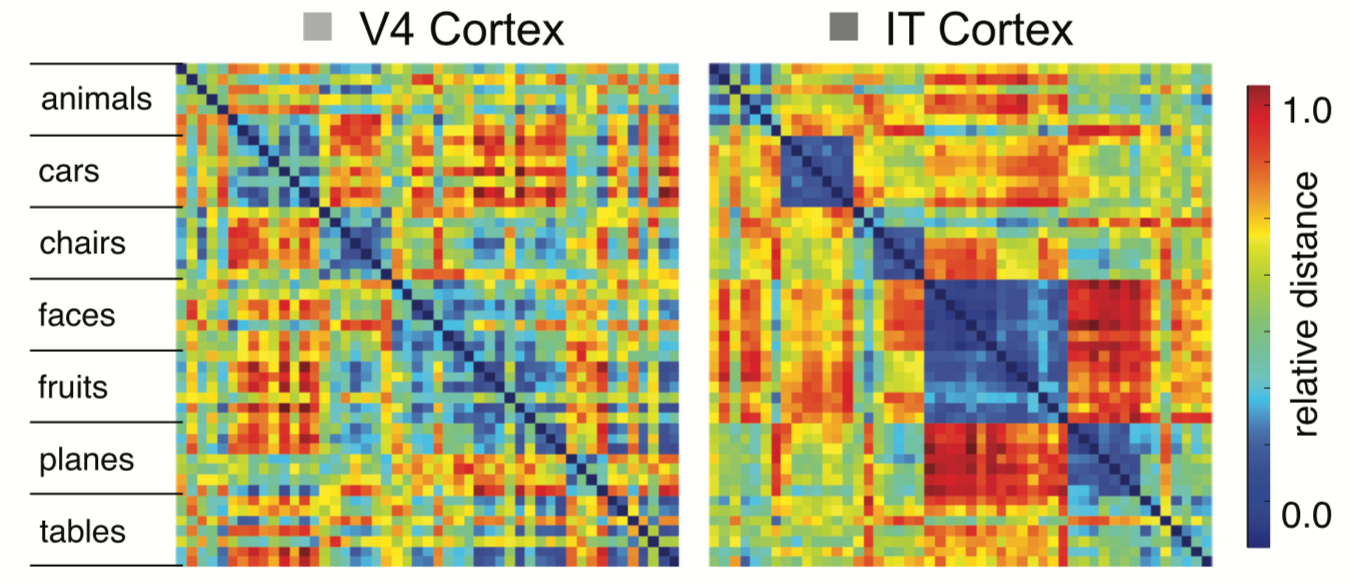 V4 Cortex
IT Cortex
animals
cars
chairs
faces
fruits
planes
tables
1.0
relative distance
0.0